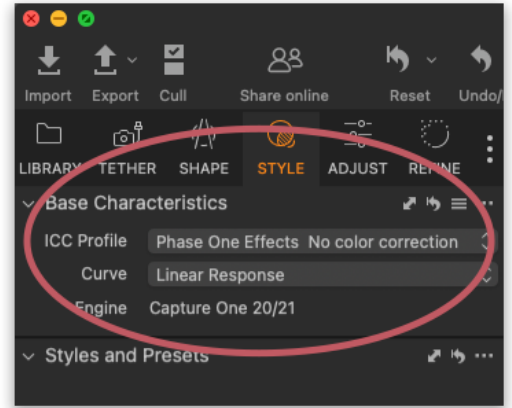 Import Export Cull Share online Reset Undo/
LIBRARY TETHER SHAPE STYLE ADJUST REFINE
Base Characteristics
ICC Profile Phase One Effects No color correction
Curve Linear Response
Engine Capture One 20/21
Styles and Presets